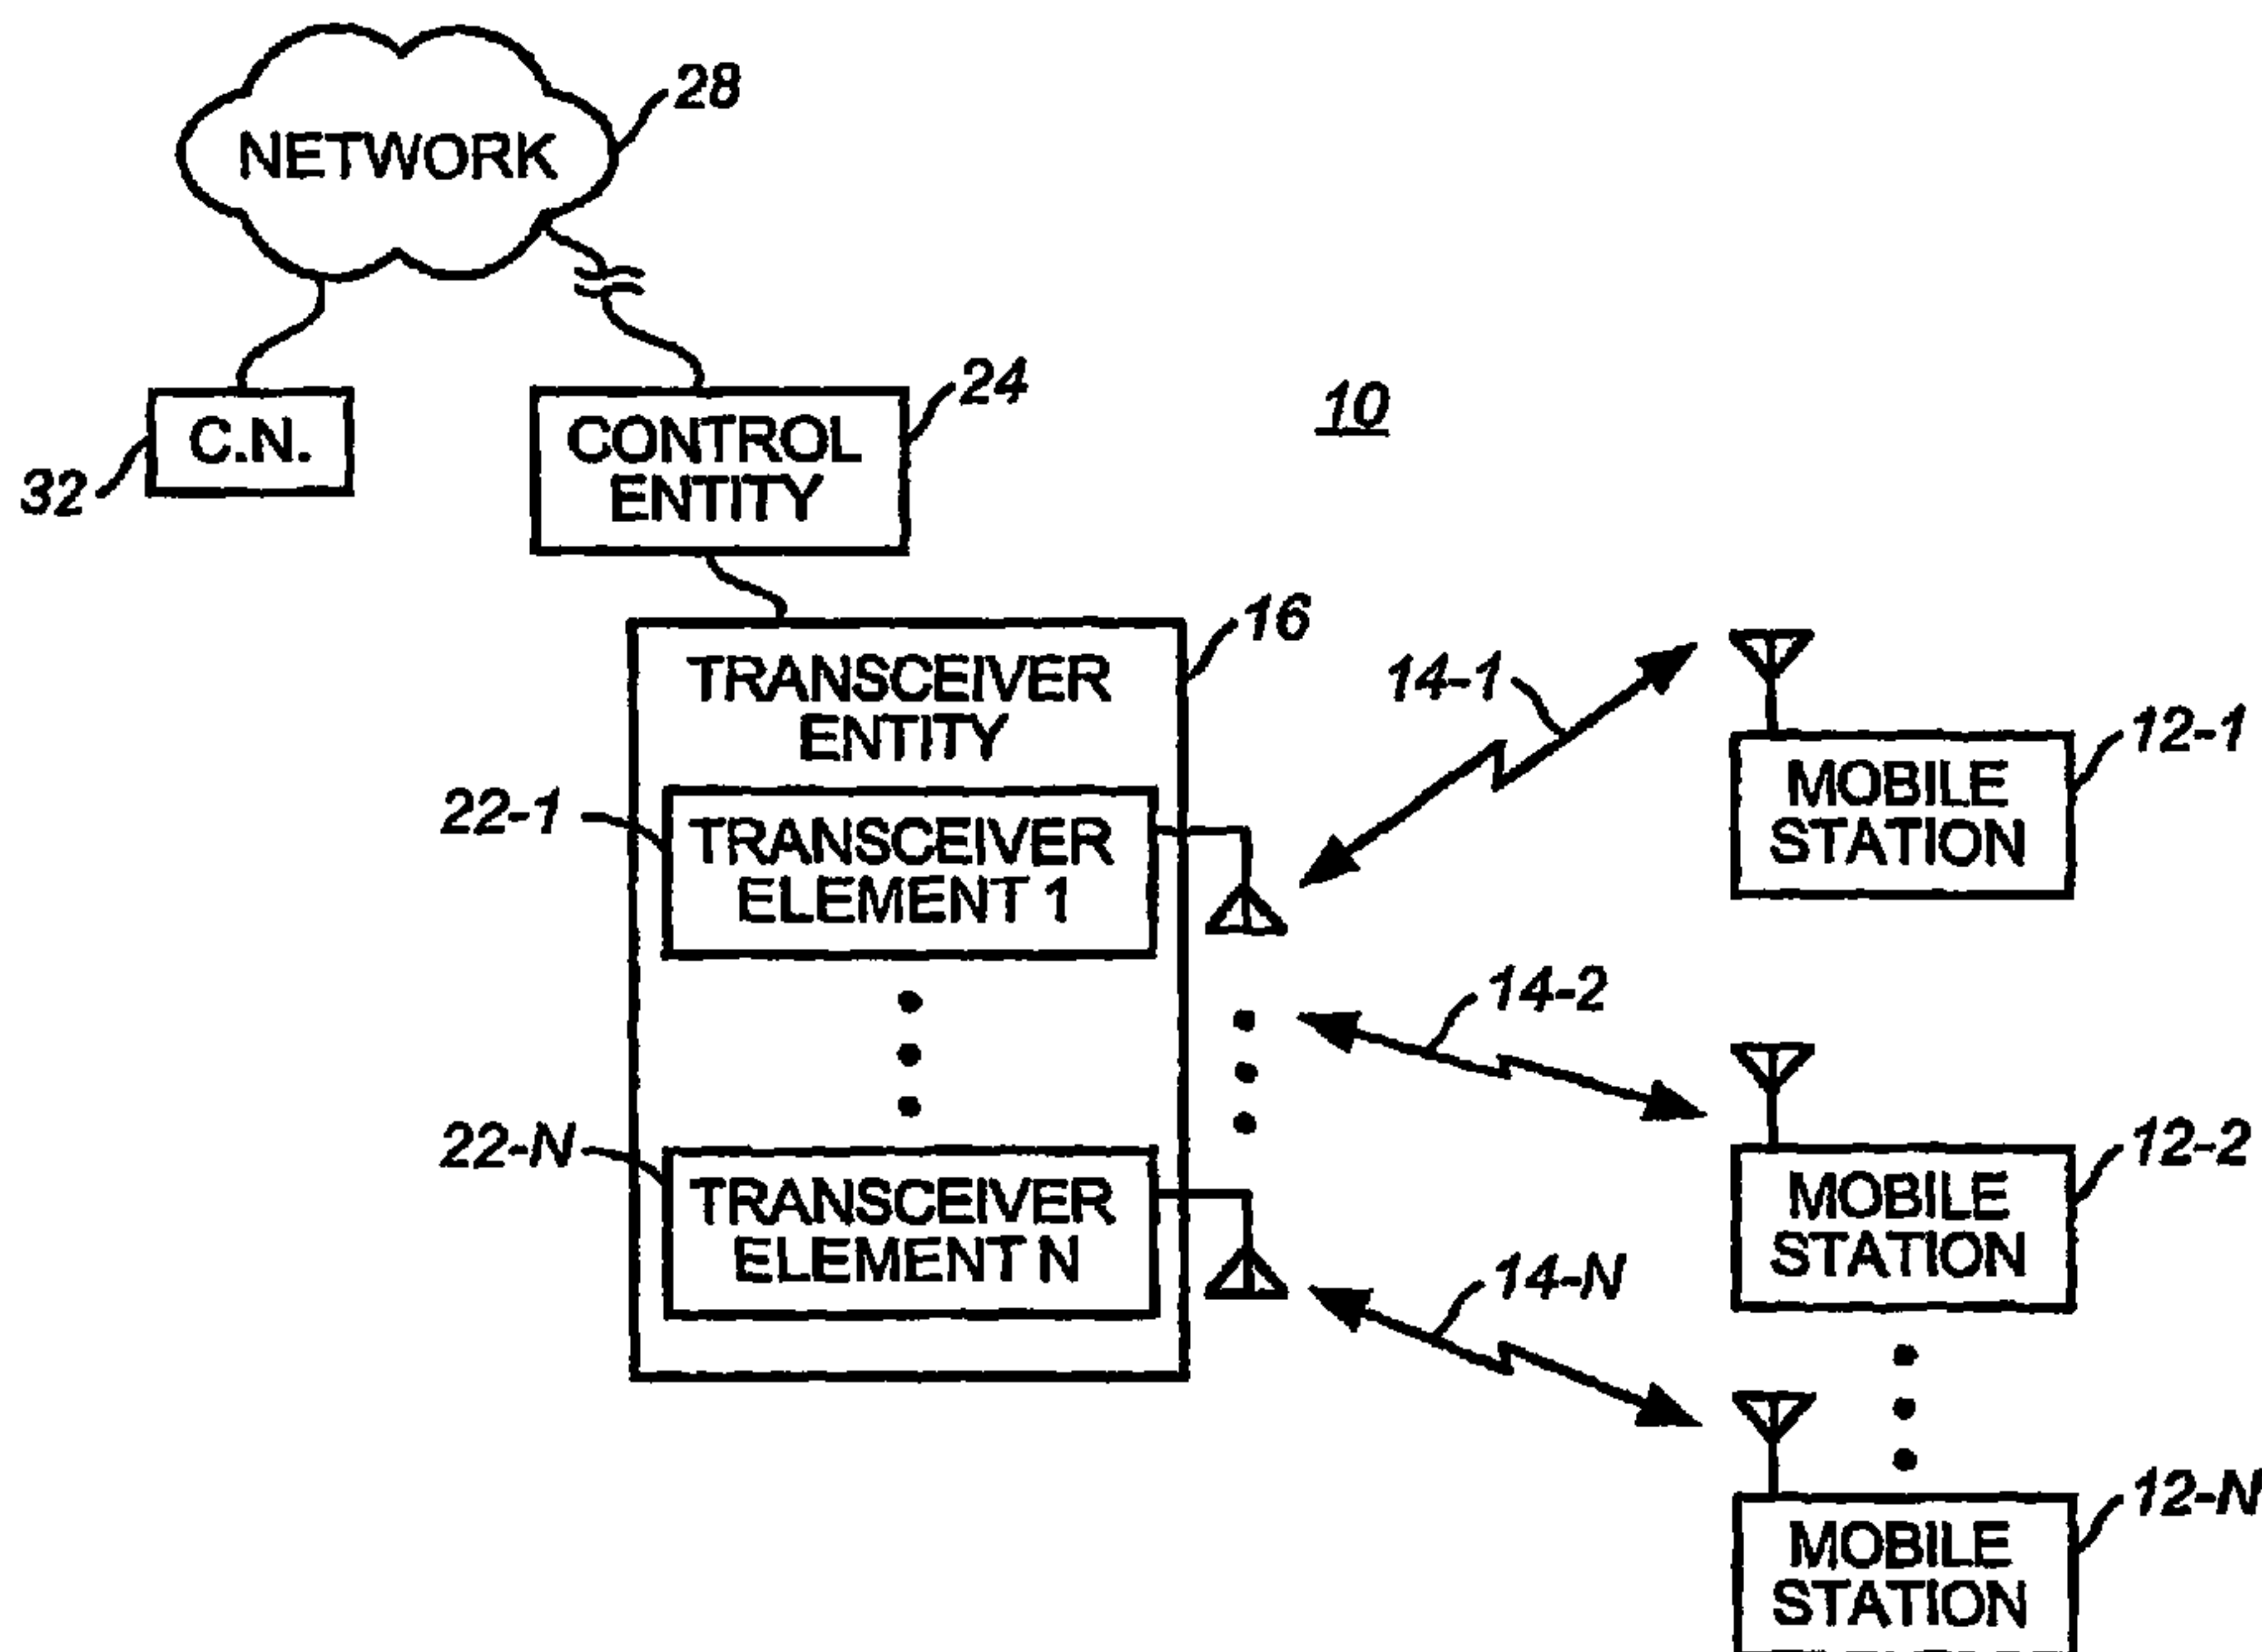 NETWORK
28
C.N.
32
CONTROL
ENTITY
24
10
TRANSCEIVER
ENTITY
16
22-1
TRANSCEIVER
ELEMENT 1
22-N
TRANSCEIVER
ELEMENT N
14-1
14-2
14-N
MOBILE
STATION
12-1
MOBILE
STATION
12-2
MOBILE
STATION
12-N